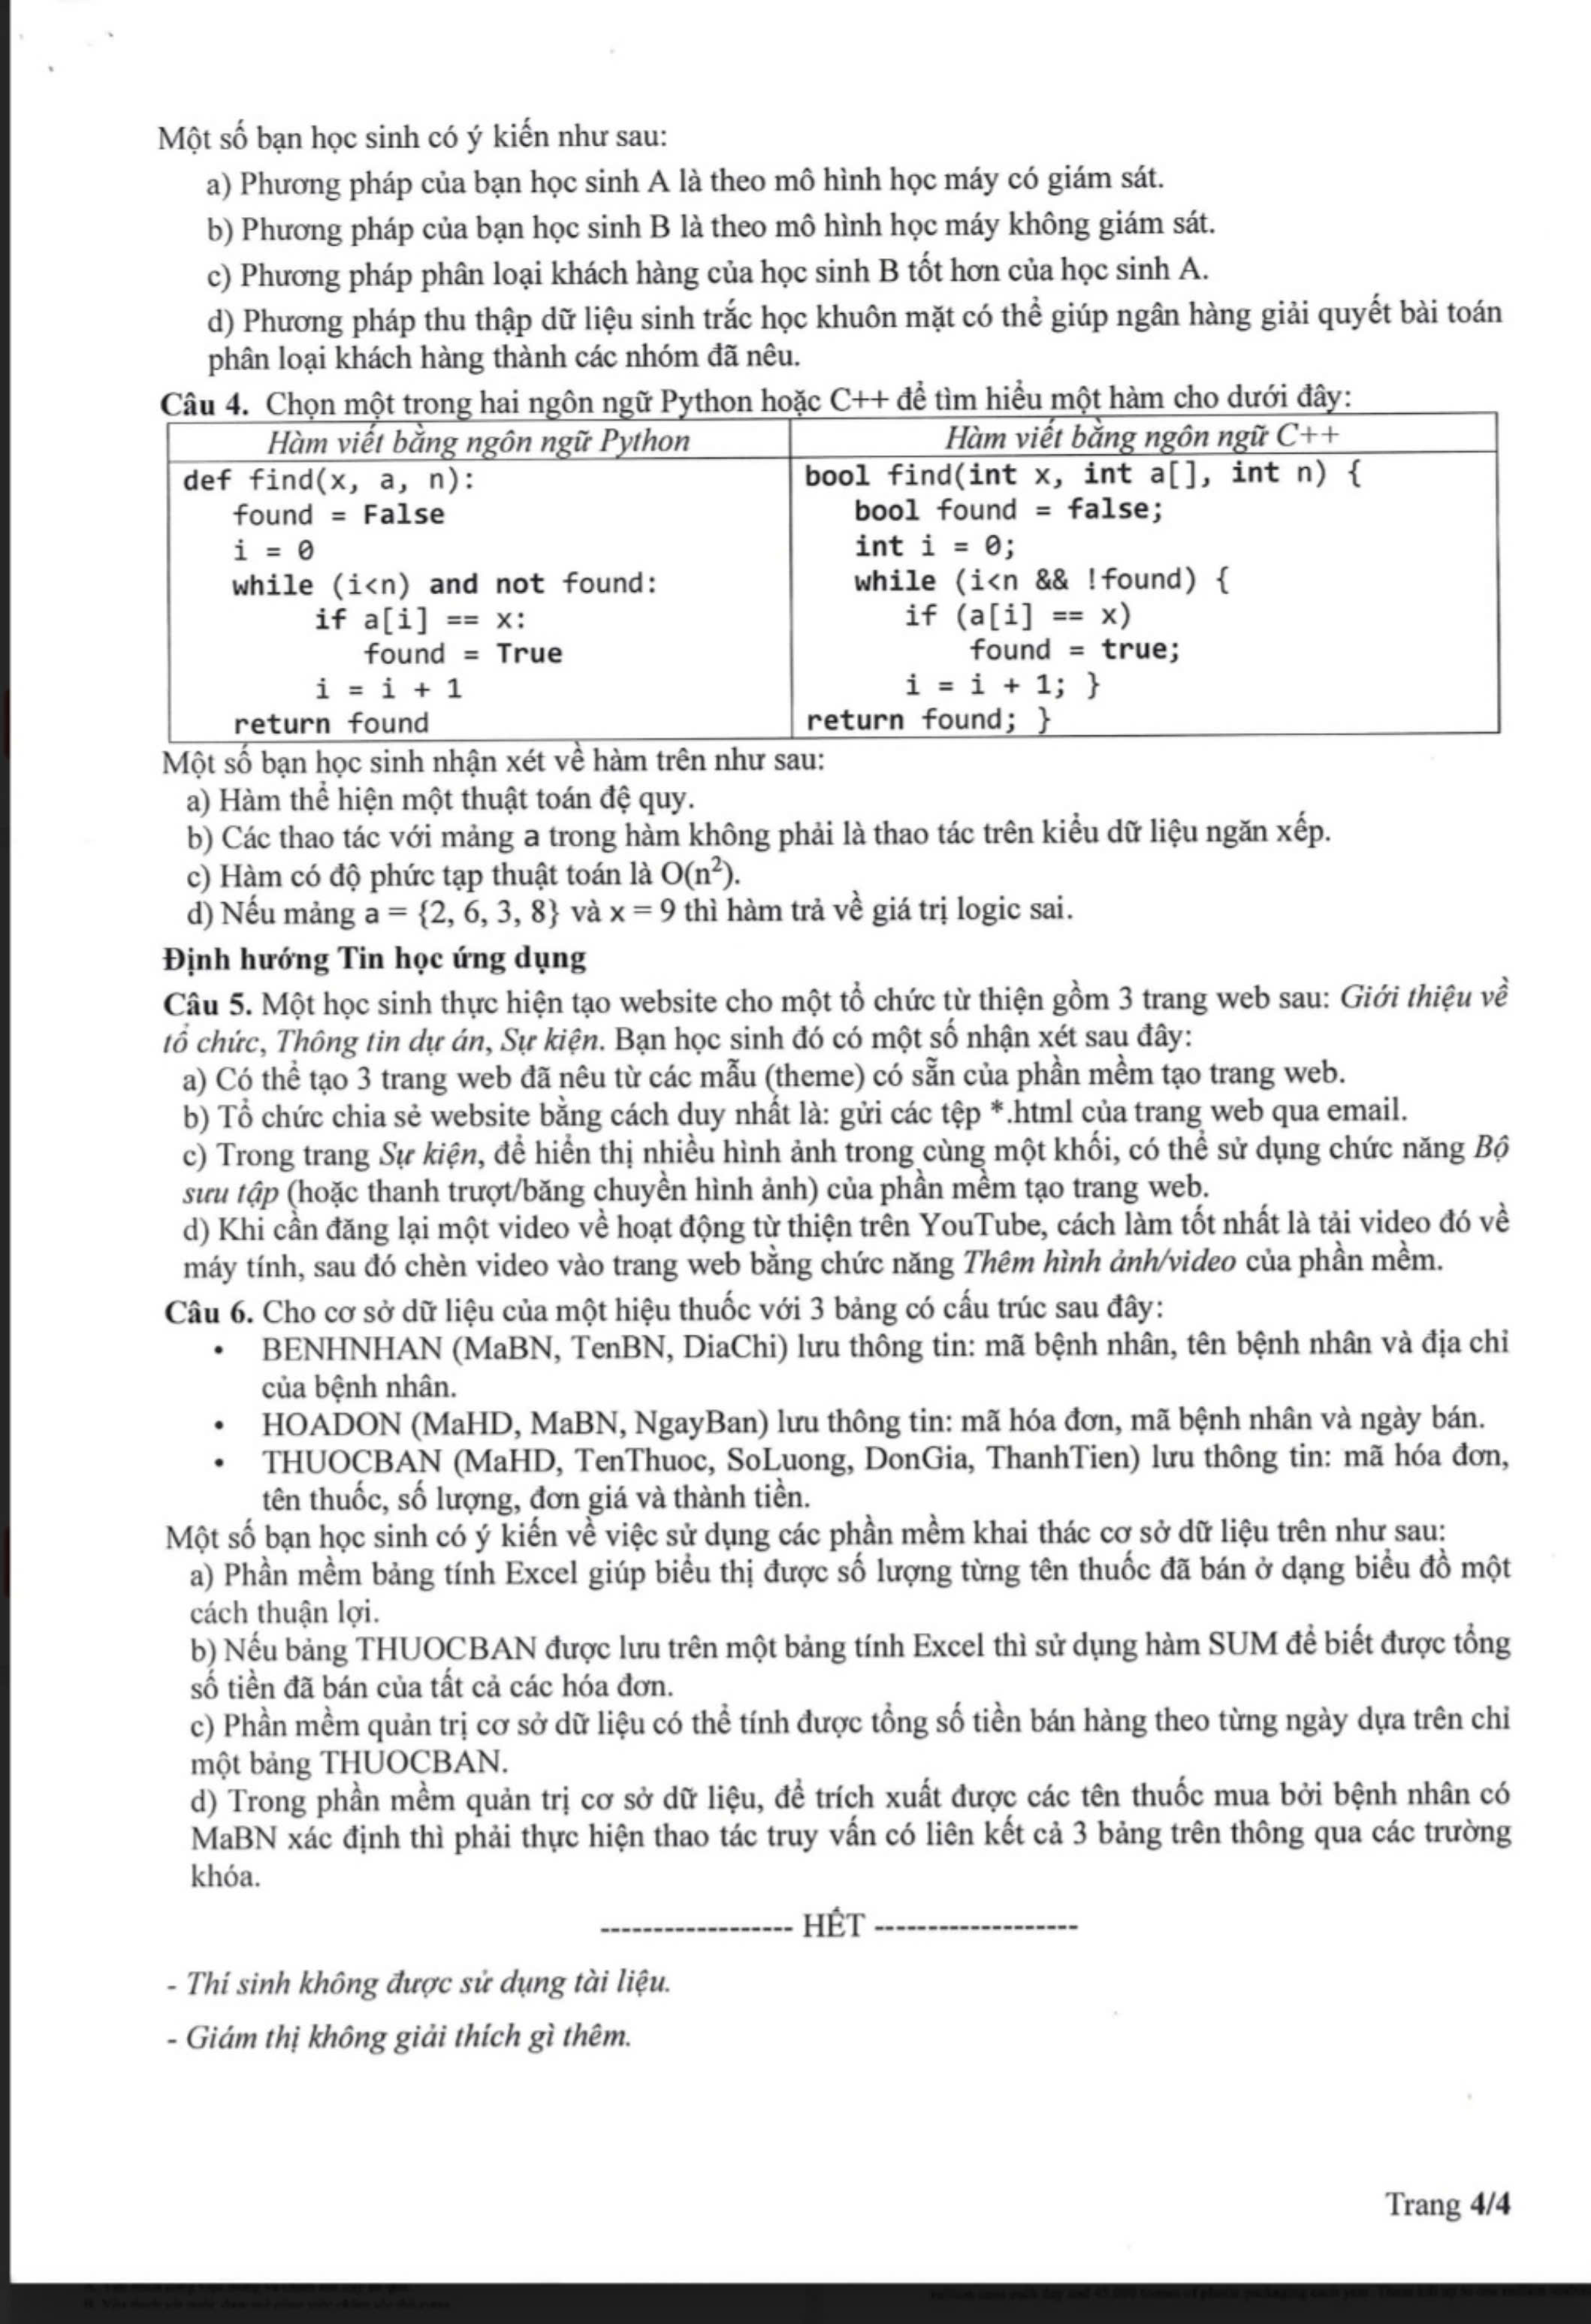 Một số bạn học sinh có ý kiến như sau:
a) Phương pháp của bạn học sinh A là theo mô hình học máy có giám sát.
b) Phương pháp của bạn học sinh B là theo mô hình học máy không giám sát.
c) Phương pháp phân loại khách hàng của học sinh B tốt hơn của học sinh A.
d) Phương pháp thu thập dữ liệu sinh trắc học khuôn mặt có thể giúp ngân hàng giải quyết bài toán
phân loại khách hàng thành các nhóm đã nêu.
Câu 4. Chọn một trong hai ngôn ngữ Python hoặc C++ để tìm hiểu một hàm cho dưới đây:
Hàm viết bằng ngôn ngữ Python
def find(x, a, n):
found = False
i = 0
while (i<n) and not found:
if a[i] == x:
found = True
i = i + 1
return found
Hàm viết bằng ngôn ngữ C++
bool find(int x, int a[], int n) {
bool found = false;
int i = 0;
while (i<n && !found) {
if (a[i] == x)
found = true;
i = i + 1; }
return found; }
Một số bạn học sinh nhận xét về hàm trên như sau:
a) Hàm thể hiện một thuật toán đệ quy.
b) Các thao tác với mảng a trong hàm không phải là thao tác trên kiểu dữ liệu ngăn xếp.
c) Hàm có độ phức tạp thuật toán là O(n²).
d) Nếu mảng a = {2, 6, 3, 8} và x = 9 thì hàm trả về giá trị logic sai.
Định hướng Tin học ứng dụng
Câu 5. Một học sinh thực hiện tạo website cho một tổ chức từ thiện gồm 3 trang web sau: Giới thiệu về
tổ chức, Thông tin dự án, Sự kiện. Bạn học sinh đó có một số nhận xét sau đây:
a) Có thể tạo 3 trang web đã nêu từ các mẫu (theme) có sẵn của phần mềm tạo trang web.
b) Tổ chức chia sẻ website bằng cách duy nhất là: gửi các tệp *.html của trang web qua email.
c) Trong trang Sự kiện, để hiển thị nhiều hình ảnh trong cùng một khối, có thể sử dụng chức năng Bộ
sưu tập (hoặc thanh trượt/băng chuyền hình ảnh) của phần mềm tạo trang web.
d) Khi cần đăng lại một video về hoạt động từ thiện trên YouTube, cách làm tốt nhất là tải video đó về
máy tính, sau đó chèn video vào trang web bằng chức năng Thêm hình ảnh/video của phần mềm.
Câu 6. Cho cơ sở dữ liệu của một hiệu thuốc với 3 bảng có cấu trúc sau đây:
• BENHNHAN (MaBN, TenBN, DiaChi) lưu thông tin: mã bệnh nhân, tên bệnh nhân và địa chỉ
của bệnh nhân.
• HOADON (MaHD, MaBN, NgayBan) lưu thông tin: mã hóa đơn, mã bệnh nhân và ngày bán.
• THUOCBAN (MaHD, TenThuoc, SoLuong, DonGia, ThanhTien) lưu thông tin: mã hóa đơn,
tên thuốc, số lượng, đơn giá và thành tiền.
Một số bạn học sinh có ý kiến về việc sử dụng các phần mềm khai thác cơ sở dữ liệu trên như sau:
a) Phần mềm bảng tính Excel giúp biểu thị được số lượng từng tên thuốc đã bán ở dạng biểu đồ một
cách thuận lợi.
b) Nếu bảng THUOCBAN được lưu trên một bảng tính Excel thì sử dụng hàm SUM để biết được tổng
số tiền đã bán của tất cả các hóa đơn.
c) Phần mềm quản trị cơ sở dữ liệu có thể tính được tổng số tiền bán hàng theo từng ngày dựa trên chỉ
một bảng THUOCBAN.
d) Trong phần mềm quản trị cơ sở dữ liệu, để trích xuất được các tên thuốc mua bởi bệnh nhân có
MaBN xác định thì phải thực hiện thao tác truy vấn có liên kết cả 3 bảng trên thông qua các trường
khóa.
------------------ HẾT -------------------
- Thí sinh không được sử dụng tài liệu.
- Giám thị không giải thích gì thêm.
Trang 4/4